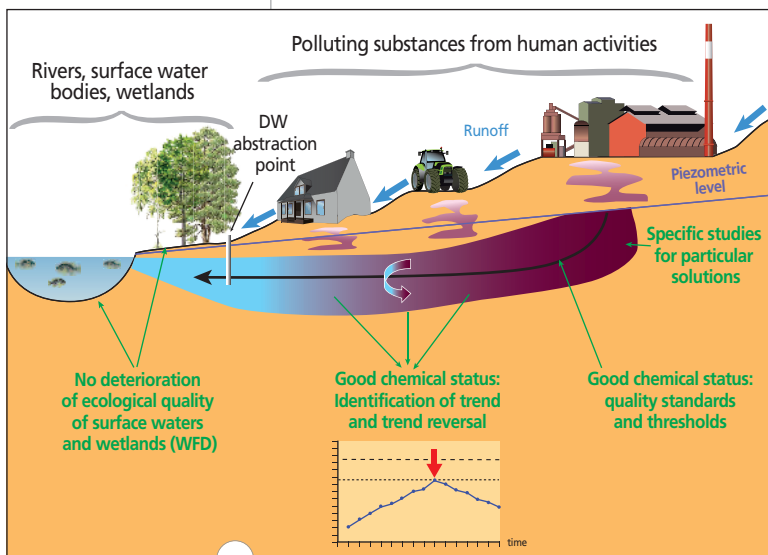 Polluting substances from human activities
Rivers, surface water
bodies, wetlands
DW
abstraction
point
Runoff
Piezometric
level
Specific studies
for particular
solutions
No deterioration
of ecological quality
of surface waters
and wetlands (WFD)
Good chemical status:
Identification of trend
and trend reversal
Good chemical status:
quality standards
and thresholds
time